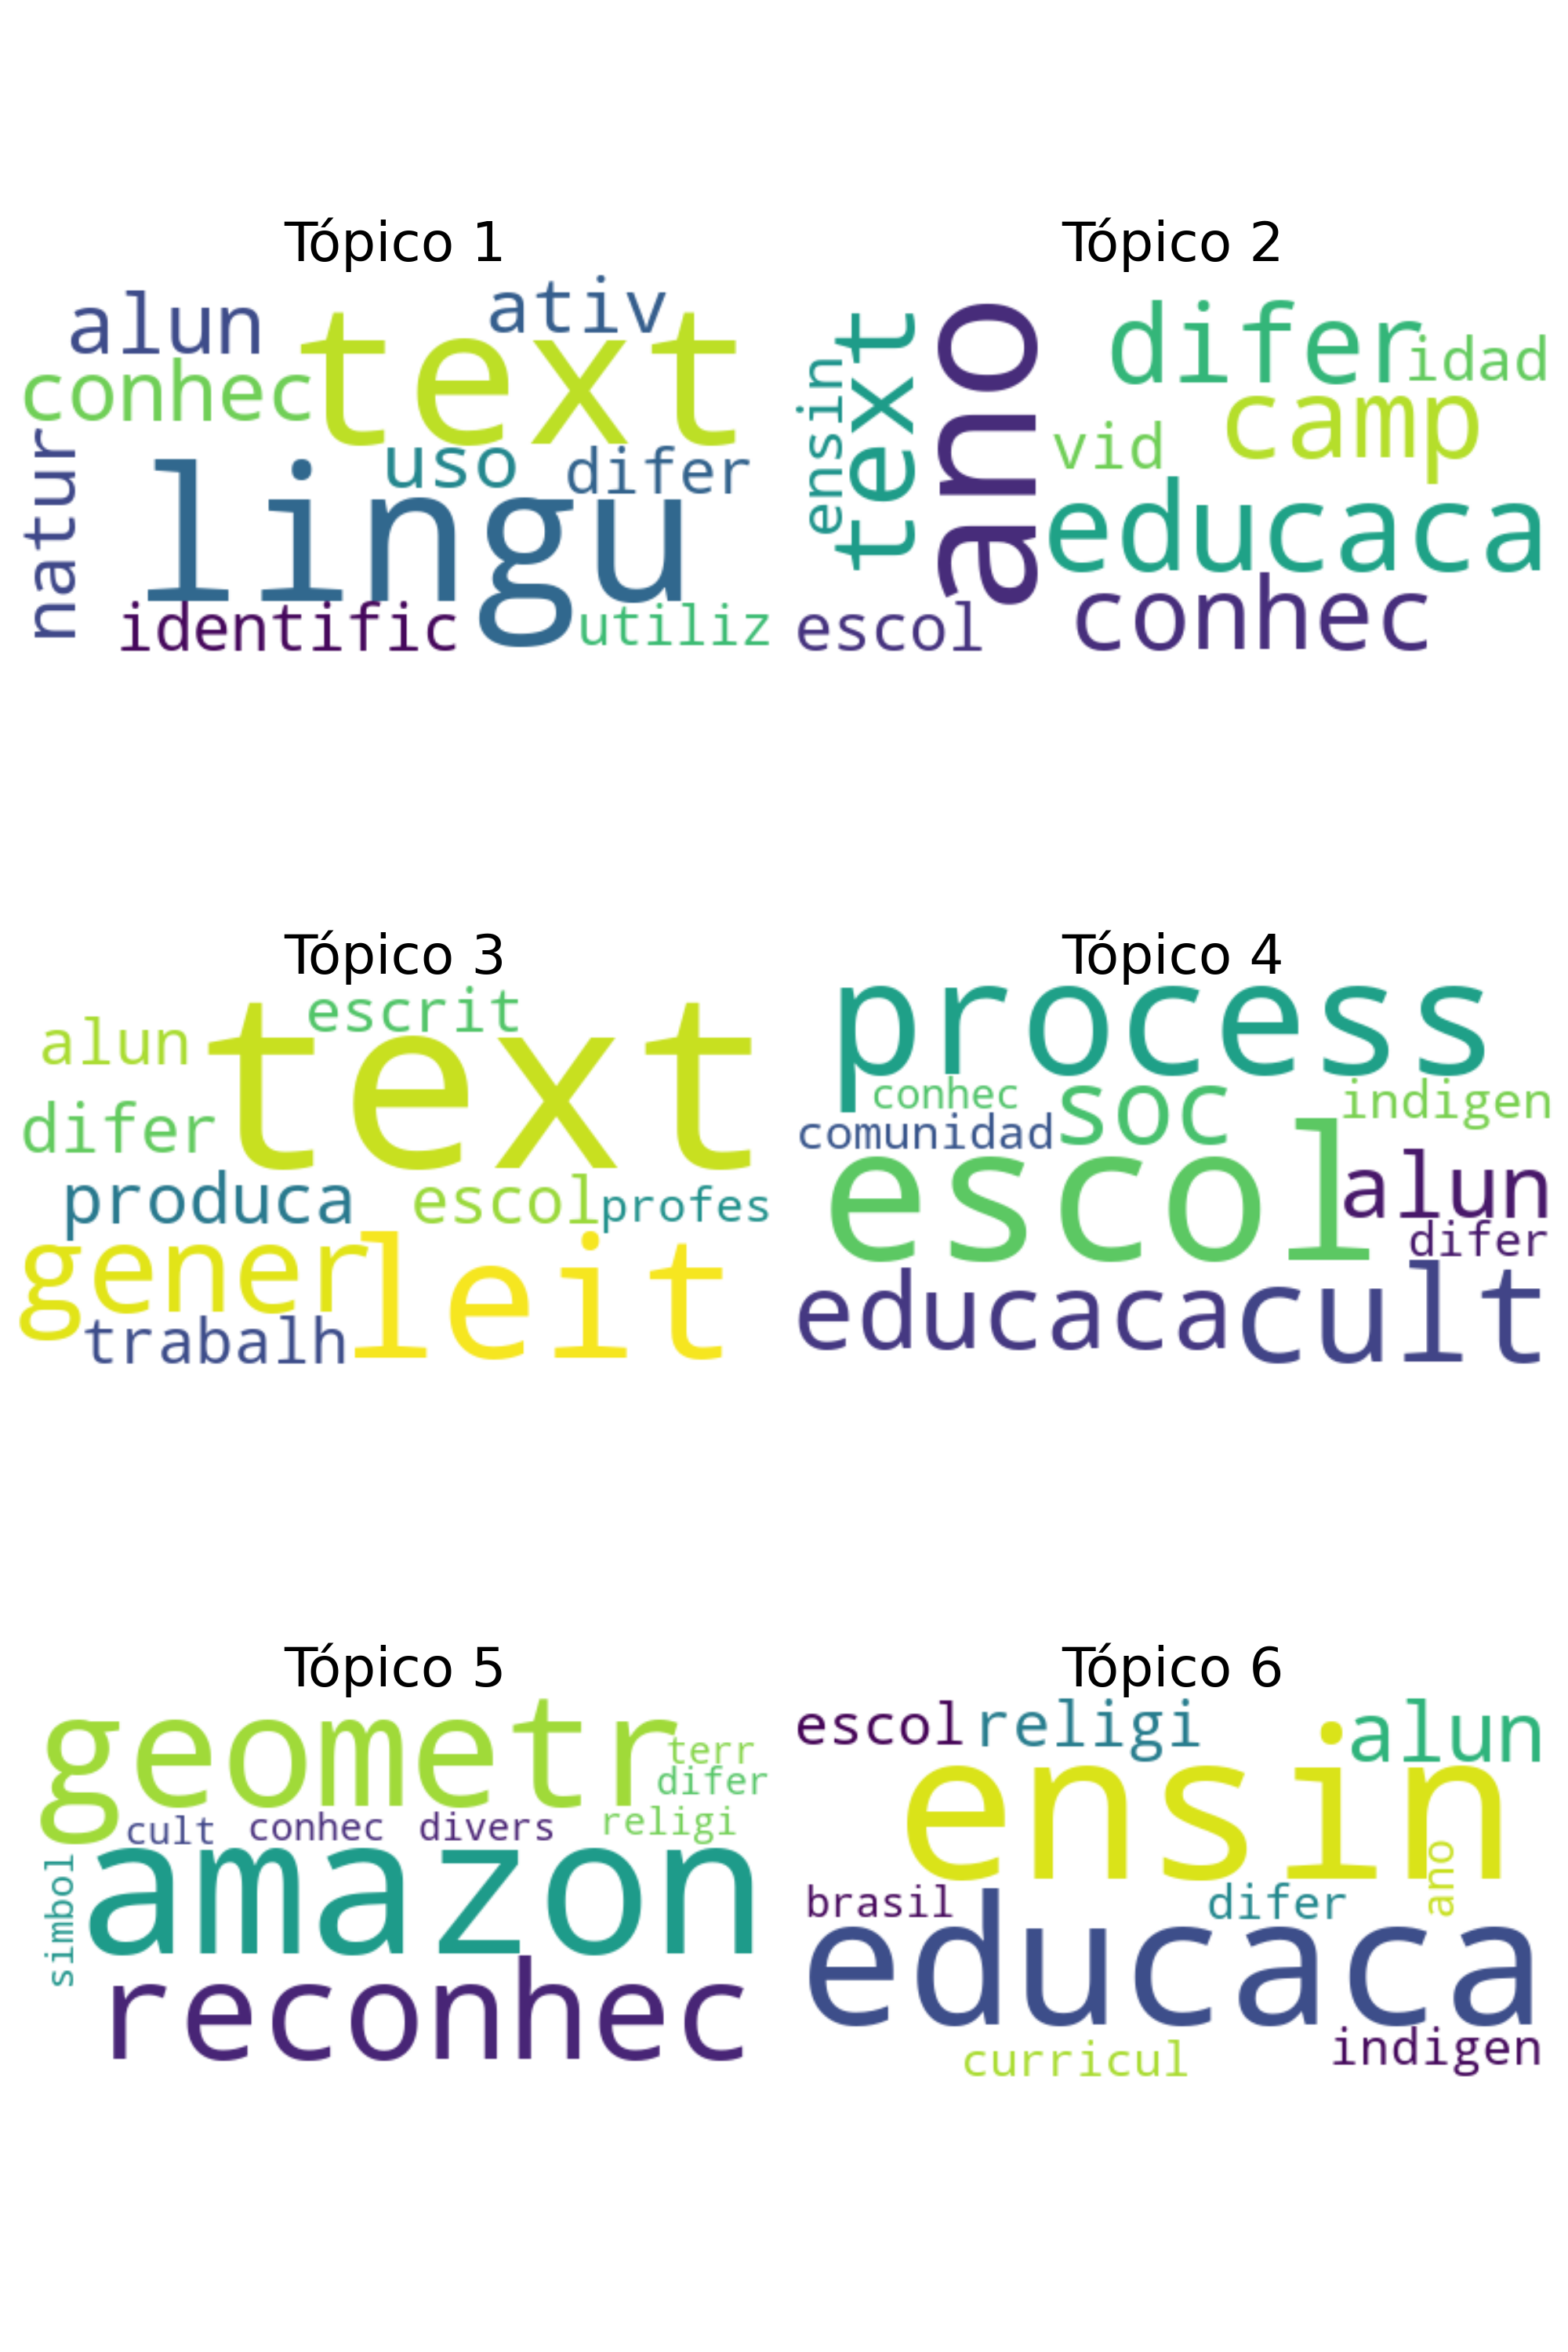 Tópico 1
alun
ativ
text
conhec
natur
uso
difer
lingu
identific
utiliz
Tópico 2
ensin
text
ano
difer
idad
vid
camp
educaca
escol
conhec
Tópico 3
escrit
alun
text
difer
produca
escol
profes
gener
leit
trabalh
Tópico 4
process
conhec
soc
indigen
comunidad
escol
alun
difer
educaca
cult
Tópico 5
geometr
terr
difer
cult
conhec
divers
religi
simbol
amazon
reconhec
Tópico 6
escol
religi
alun
ensin
ano
brasil
difer
educaca
curricul
indigen